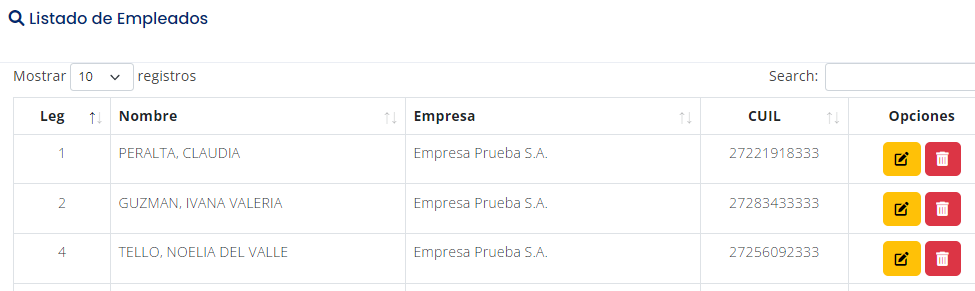 Listado de Empleados
Mostrar 10 registros Search:
Leg Nombre Empresa CUIL Opciones
1 PERALTA, CLAUDIA Empresa Prueba S.A. 27221918333
2 GUZMAN, IVANA VALERIA Empresa Prueba S.A. 27283433333
4 TELLO, NOELIA DEL VALLE Empresa Prueba S.A. 27256092333